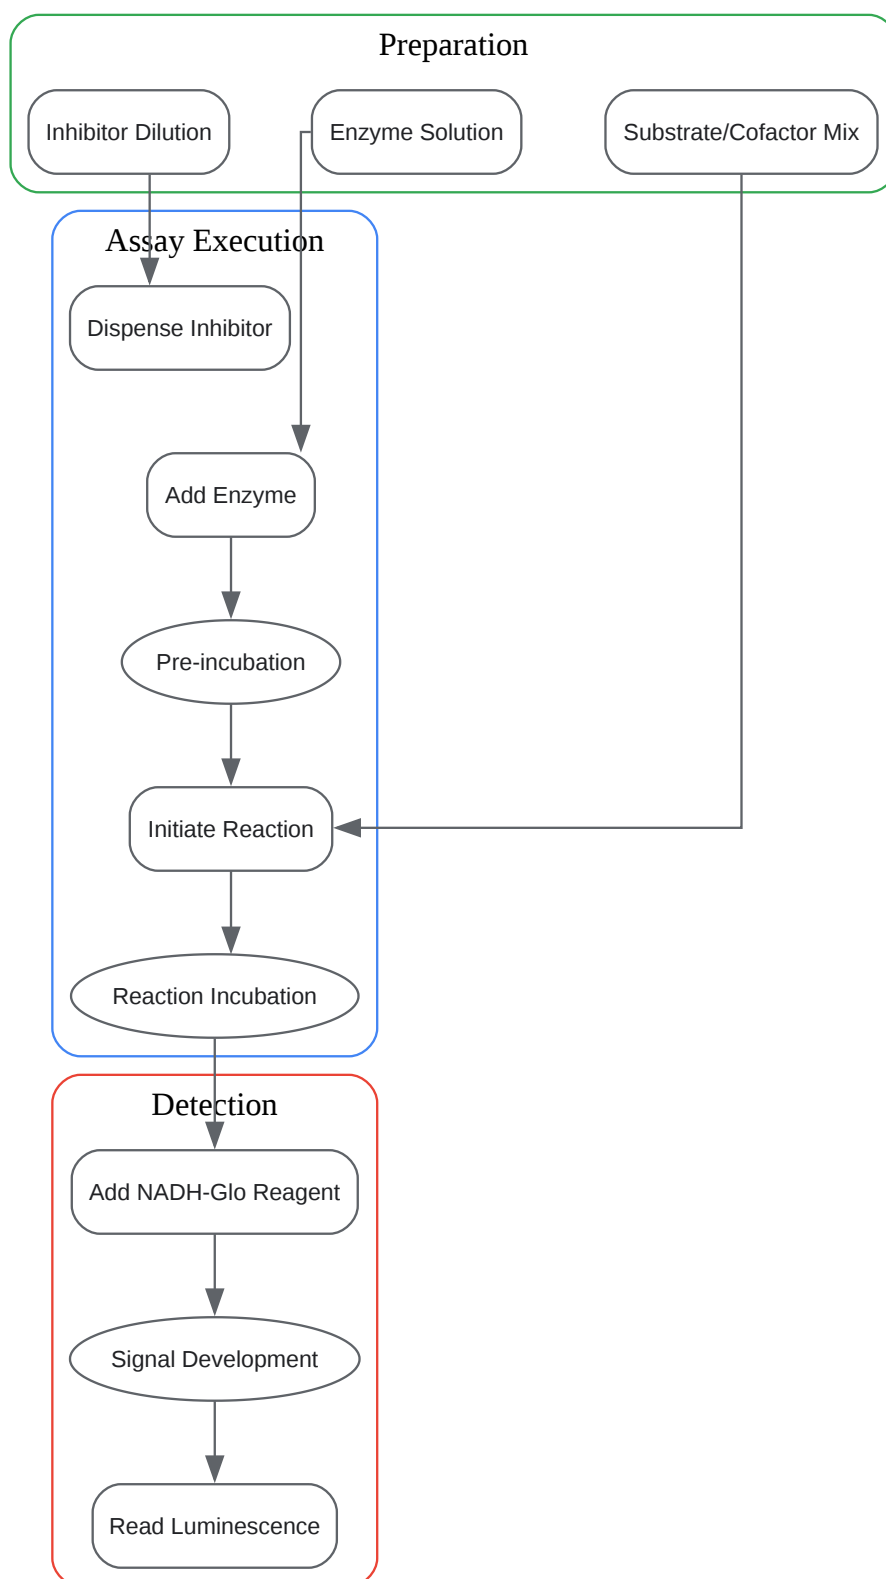 Preparation
Inhibitor Dilution
Enzyme Solution
Substrate/Cofactor Mix
Assay Execution
Dispense Inhibitor
Add Enzyme
Pre-incubation
Initiate Reaction
Reaction Incubation
Detection
Add NADH-Glo Reagent
Signal Development
Read Luminescence